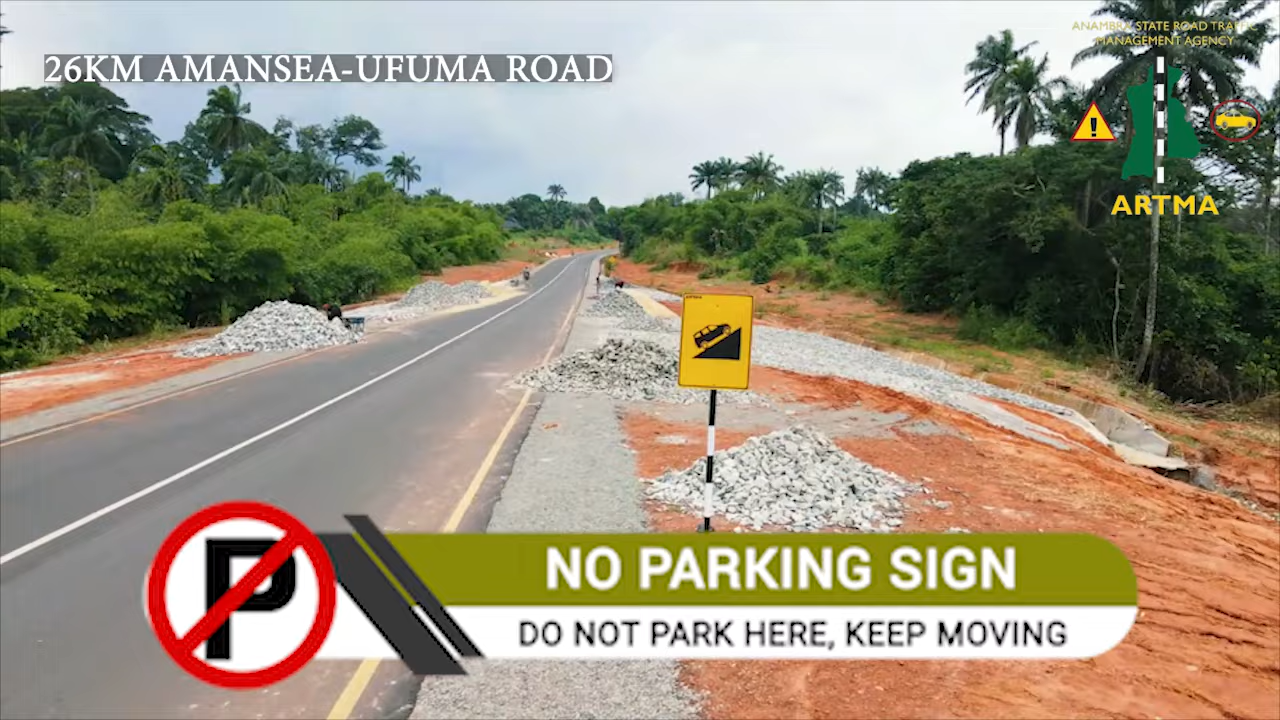 26KM AMANSEA-UFUMA ROAD
ANAMBRA STATE ROAD TRAFFIC
MANAGEMENT AGENCY
ARTMA
P
NO PARKING SIGN
DO NOT PARK HERE, KEEP MOVING